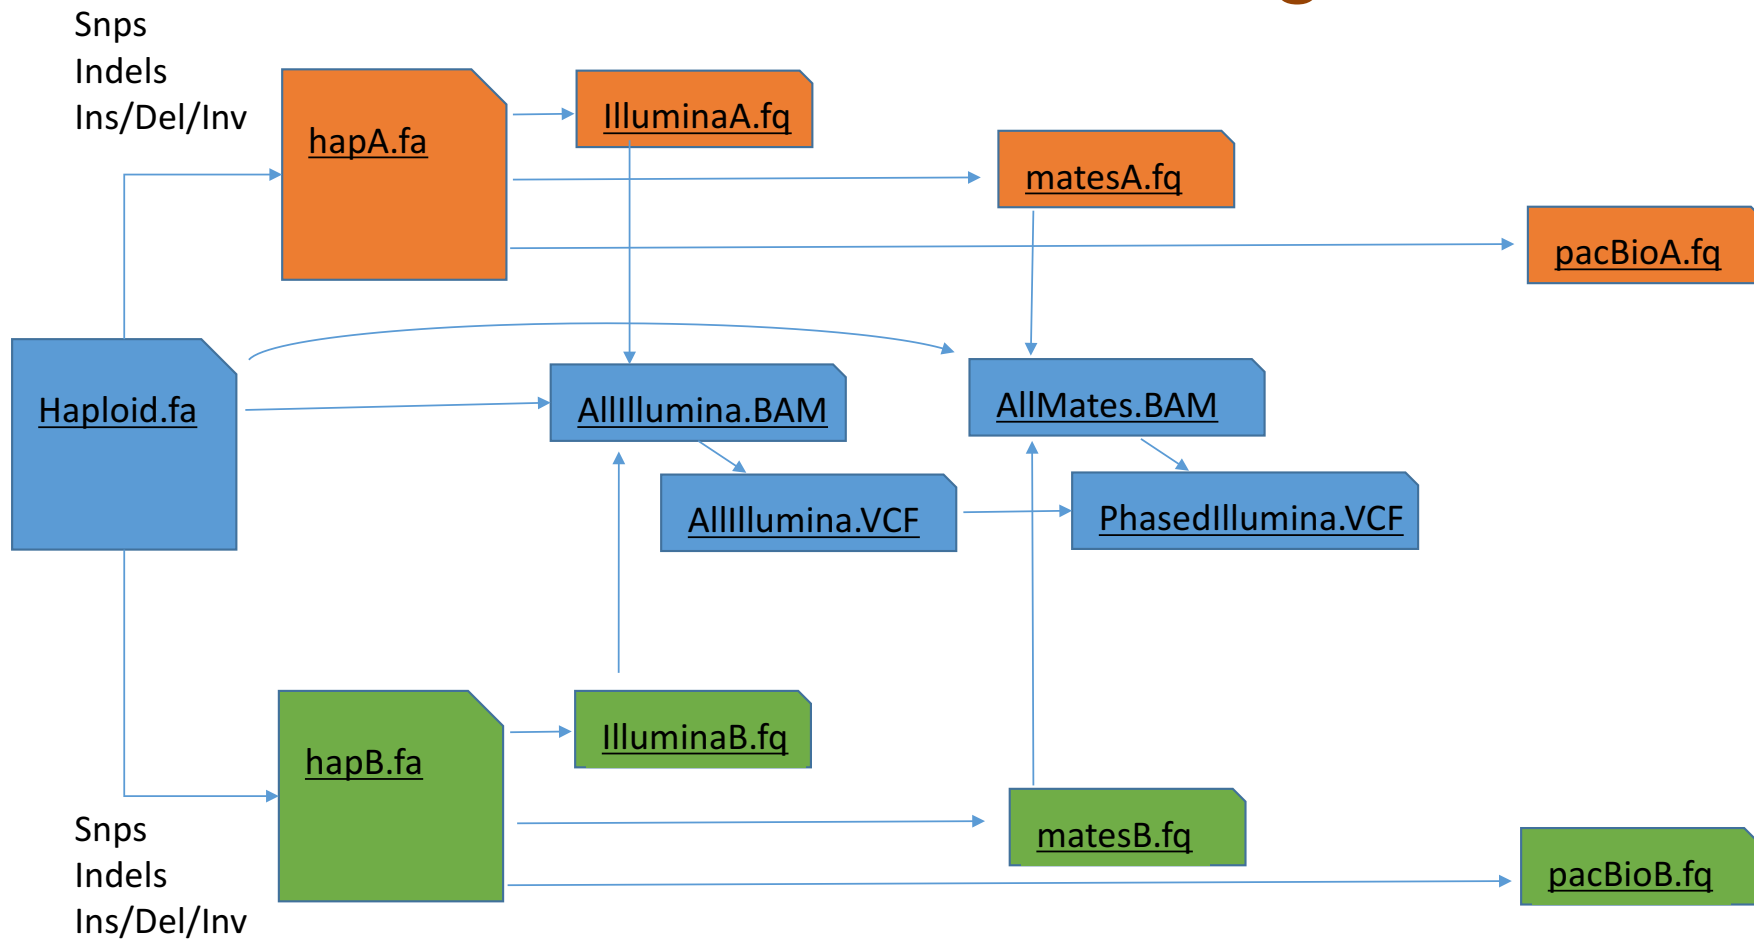 Snps
Indels
Ins/Del/Inv
hapA.fa
IlluminaA.fq
matesA.fq
pacBioA.fq
Haploid.fa
AllIllumina.BAM
AllMates.BAM
AllIllumina.VCF
PhasedIllumina.VCF
hapB.fa
IlluminaB.fq
matesB.fq
pacBioB.fq
Snps
Indels
Ins/Del/Inv